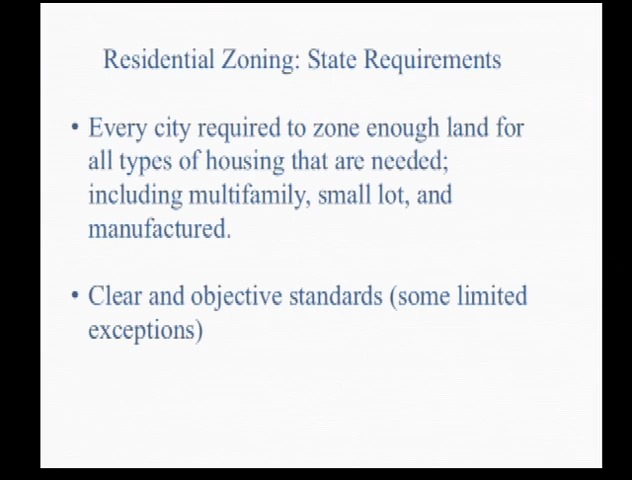 Residential Zoning: State Requirements
• Every city required to zone enough land for
all types of housing that are needed;
including multifamily, small lot, and
manufactured.
• Clear and objective standards (some limited
exceptions)